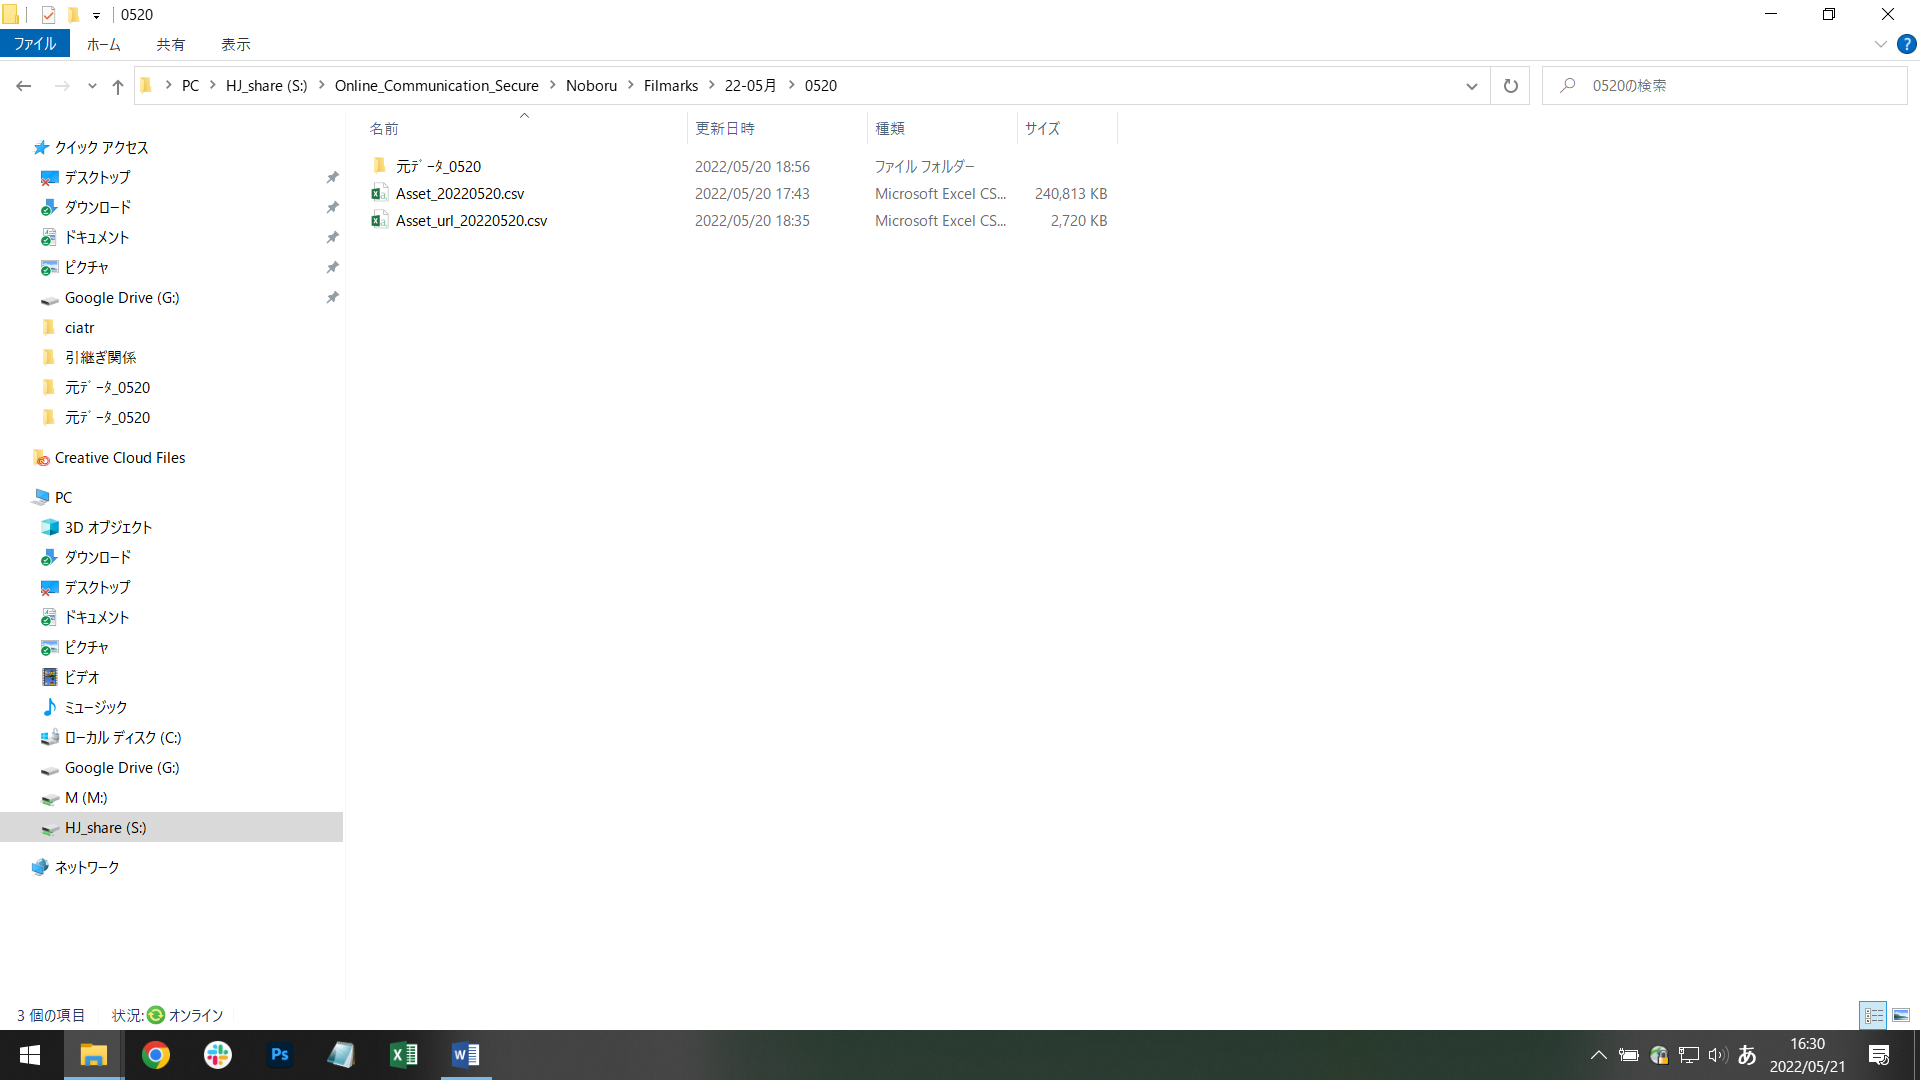 0520
ファイル ホーム 共有 表示
PC HJ_share (S:) Online_Communication_Secure Noboru Filmarks 22-05月 0520
0520の検索
名前 更新日時 種類 サイズ
元ﾃﾞｰﾀ_0520 2022/05/20 18:56 ファイル フォルダー
Asset_20220520.csv 2022/05/20 17:43 Microsoft Excel CS... 240,813 KB
Asset_url_20220520.csv 2022/05/20 18:35 Microsoft Excel CS... 2,720 KB
クイック アクセス
デスクトップ
ダウンロード
ドキュメント
ピクチャ
Google Drive (G:)
ciatr
引継ぎ関係
元ﾃﾞｰﾀ_0520
元ﾃﾞｰﾀ_0520
Creative Cloud Files
PC
3D オブジェクト
ダウンロード
デスクトップ
ドキュメント
ピクチャ
ビデオ
ミュージック
ローカル ディスク (C:)
Google Drive (G:)
M (M:)
HJ_share (S:)
ネットワーク
3 個の項目 状況: オンライン
Ps
あ
16:30
2022/05/21